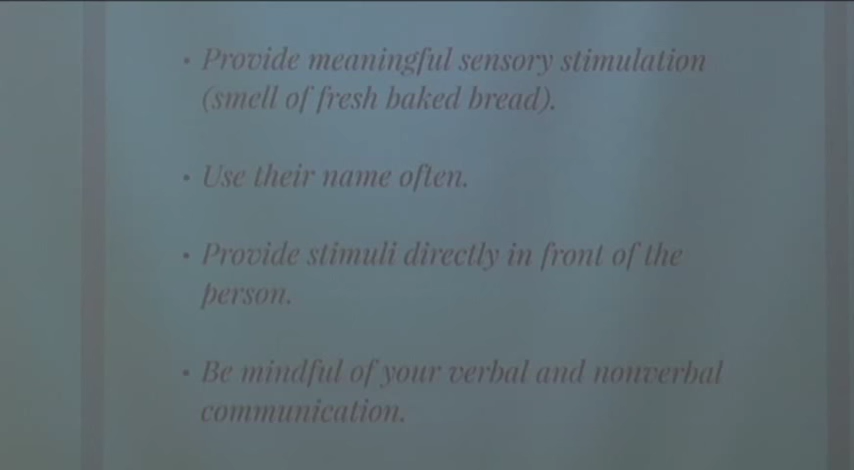 • Provide meaningful sensory stimulation
(smell of fresh baked bread).
• Use their name often.
• Provide stimuli directly in front of the
person.
• Be mindful of your verbal and nonverbal
communication.